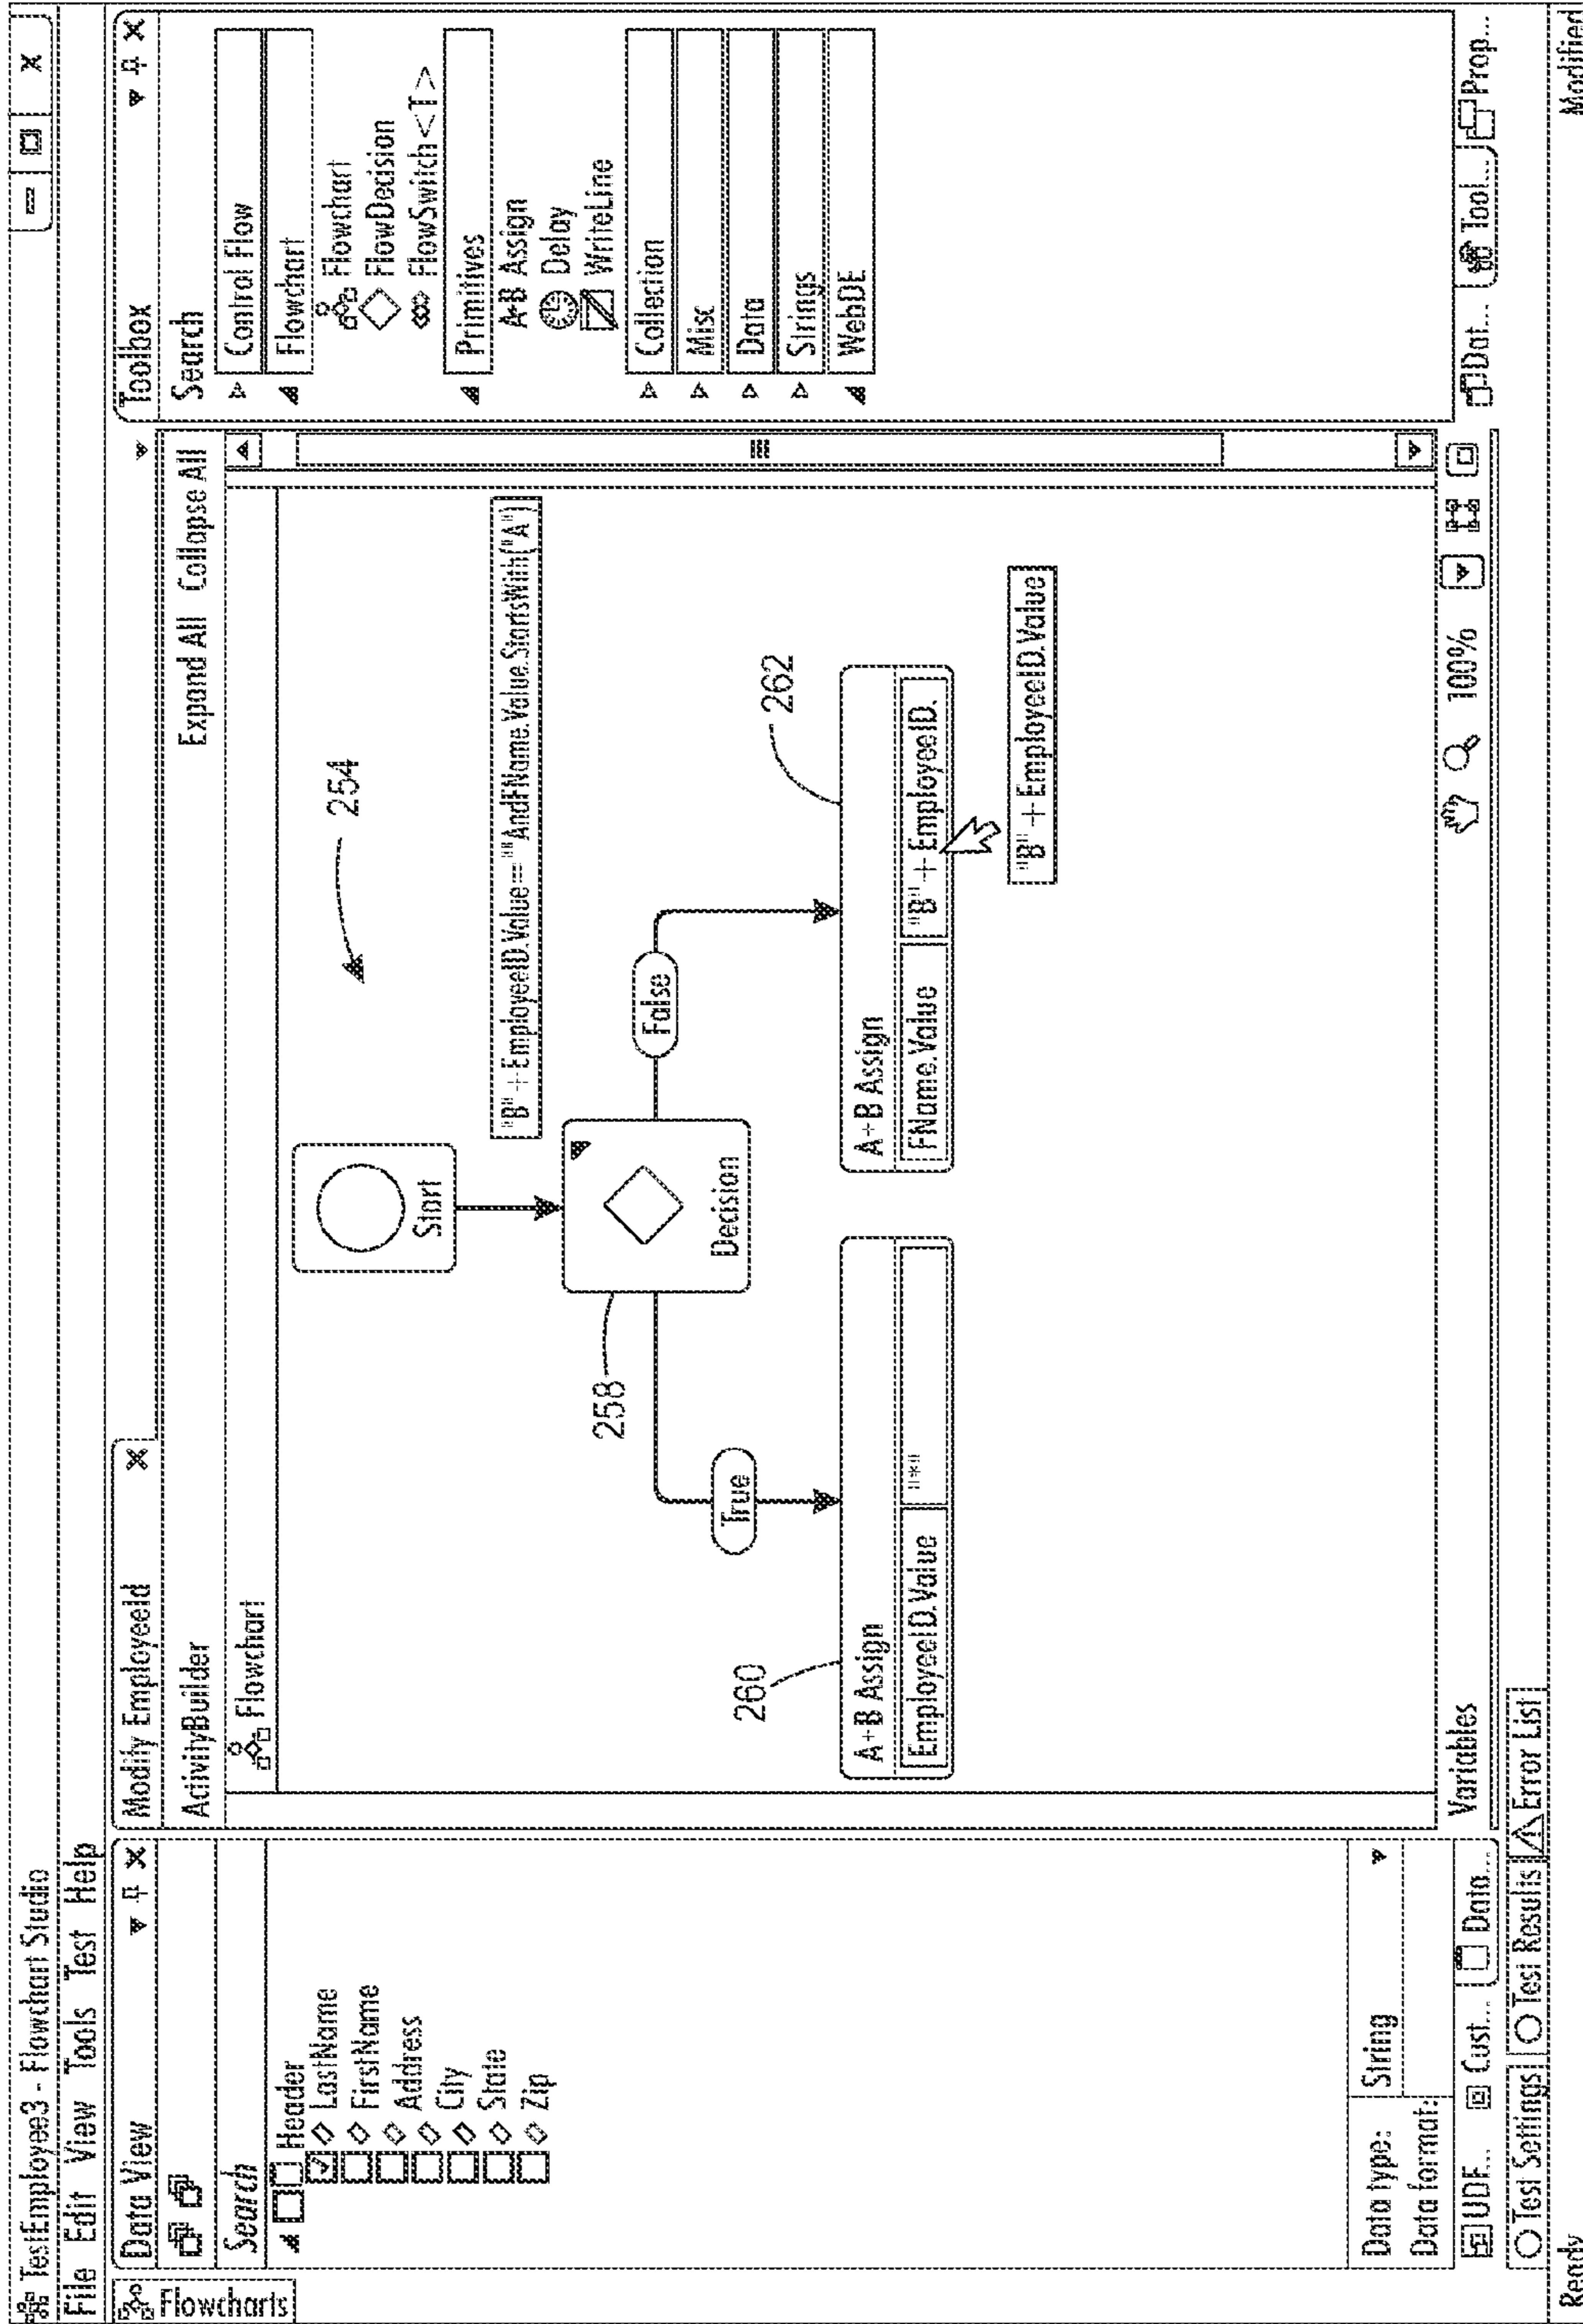 TestEmployee3 - Flowchart Studio
File Edit View Tools Test Help
Flowcharts
Data View
Search
Header
LastName
FirstName
Address
City
State
Zip
Data type: String
Data format:
UDF... Cust... Data...
Modify EmployeeId
ActivityBuilder
Expand All Collapse All
Flowchart
254
Start
"B"+EmployeeID.Value=""AndFName.Value.StartsWith("A")
258
Decision
True
False
260
A+B Assign
EmployeeID.Value "*"
262
A+B Assign
FName.Value "B"+EmployeeID.
"B"+EmployeeID.Value
Variables
100%
Toolbox
Search
Control Flow
Flowchart
Flowchart
FlowDecision
FlowSwitch<T>
Primitives
A+B Assign
Delay
WriteLine
Collection
Misc
Data
Strings
WebDE
Dat... Tool... Prop...
Test Settings Test Results Error List
Ready
Modified